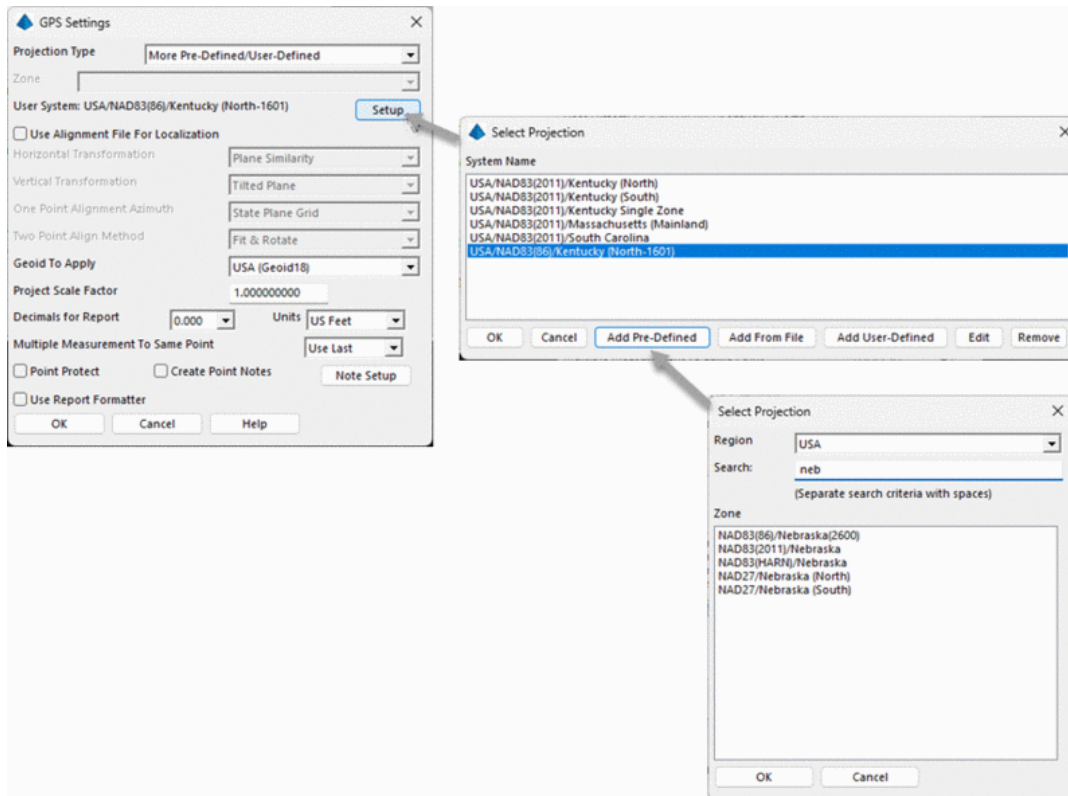 GPS Settings
Projection Type More Pre-Defined/User-Defined
Zone
User System: USA/NAD83(86)/Kentucky (North-1601) Setup
Use Alignment File For Localization
Horizontal Transformation Plane Similarity
Vertical Transformation Tilted Plane
One Point Alignment Azimuth State Plane Grid
Two Point Align Method Fit & Rotate
Geoid To Apply USA (Geoid18)
Project Scale Factor 1.000000000
Decimals for Report 0.000 Units US Feet
Multiple Measurement To Same Point Use Last
Point Protect Create Point Notes Note Setup
Use Report Formatter
OK Cancel Help
Select Projection
System Name
USA/NAD83(2011)/Kentucky (North)
USA/NAD83(2011)/Kentucky (South)
USA/NAD83(2011)/Kentucky Single Zone
USA/NAD83(2011)/Massachusetts (Mainland)
USA/NAD83(2011)/South Carolina
USA/NAD83(86)/Kentucky (North-1601)
OK Cancel Add Pre-Defined Add From File Add User-Defined Edit Remove
Select Projection
Region USA
Search: neb
(Separate search criteria with spaces)
Zone
NAD83(86)/Nebraska(2600)
NAD83(2011)/Nebraska
NAD83(HARN)/Nebraska
NAD27/Nebraska (North)
NAD27/Nebraska (South)
OK Cancel